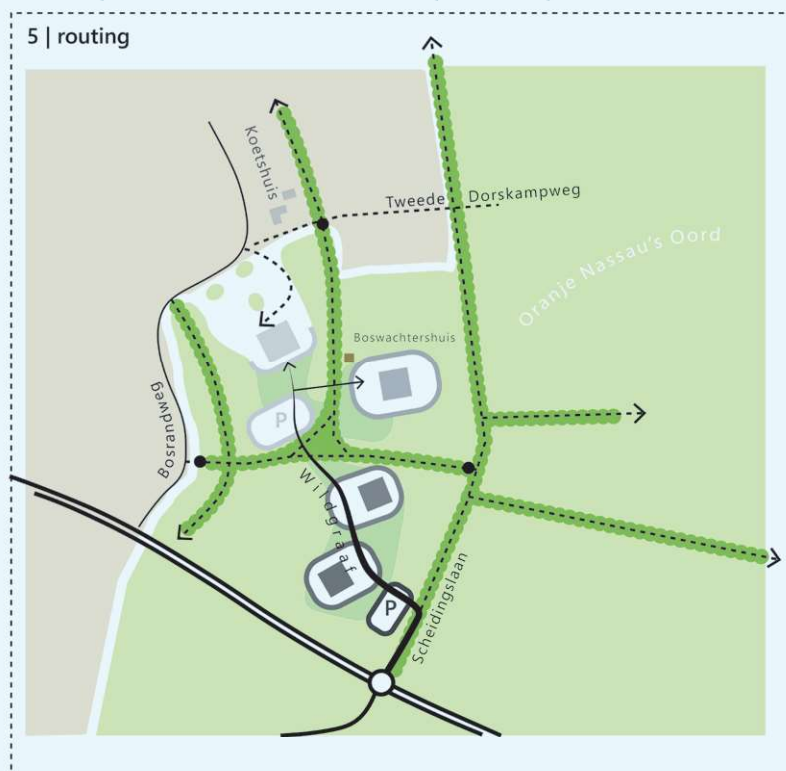 5 | routing
Koetshuis
Tweede Dorskampweg
Oranje Nassau's Oord
Boswachtershuis
Bosrandweg
P
Wildgraaf
P
Scheidingslaan